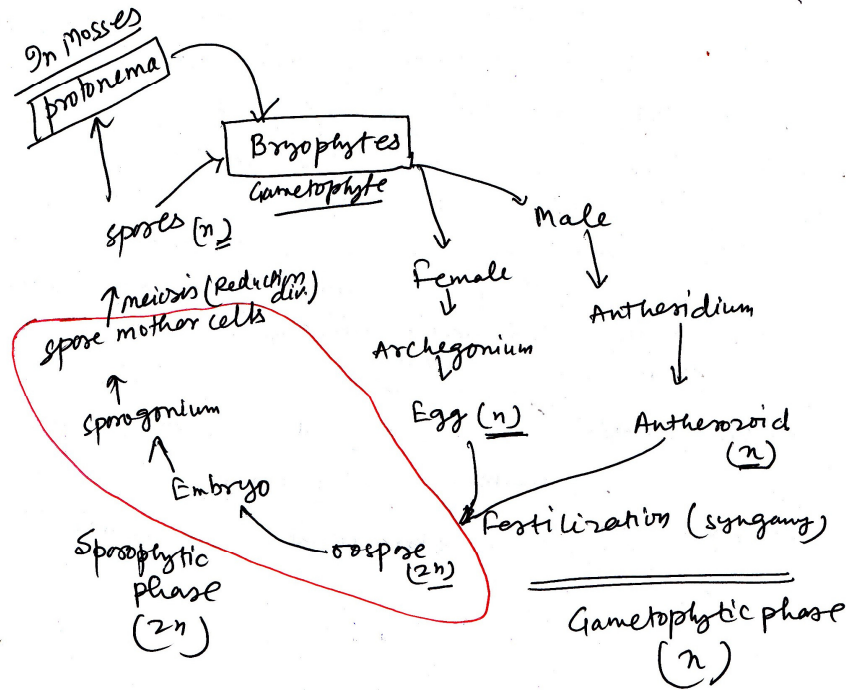 In Mosses
protonema
Bryophytes
Gametophyte
spores (n)
Male
Female
meiosis (Reduction div.)
spore mother cells
Antheridium
Archegonium
sporogonium
Egg (n)
Antherozoid
(n)
Embryo
Fertilization (syngamy)
oospore
(2n)
Sporophytic
phase
(2n)
Gametophytic phase
(n)